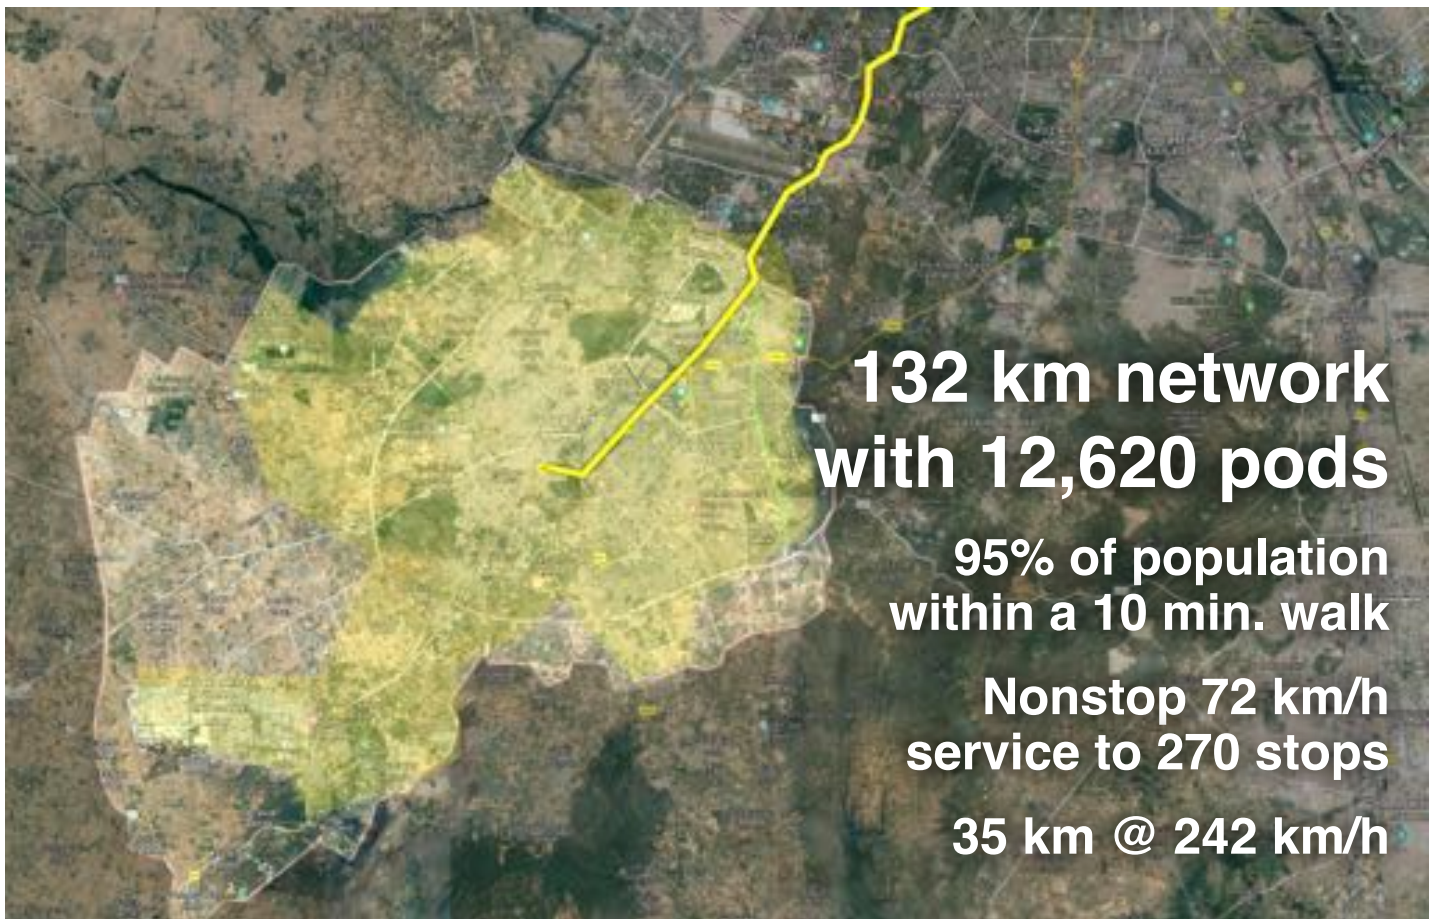 132 km network
with 12,620 pods
95% of population
within a 10 min. walk
Nonstop 72 km/h
service to 270 stops
35 km @ 242 km/h